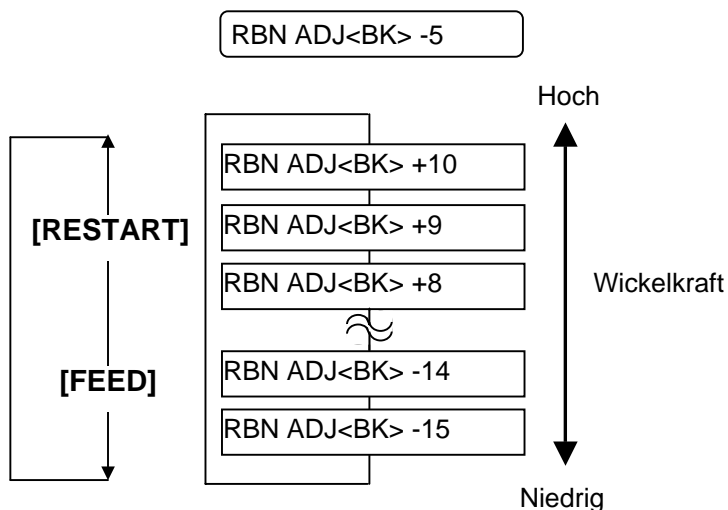 RBN ADJ<BK> -5
Hoch
RBN ADJ<BK> +10
[RESTART]
RBN ADJ<BK> +9
RBN ADJ<BK> +8
Wickelkraft
[FEED]
RBN ADJ<BK> -14
RBN ADJ<BK> -15
Niedrig